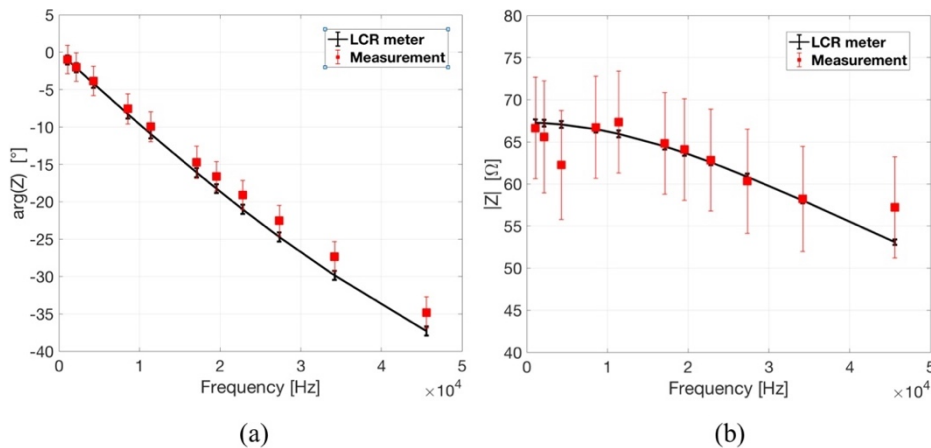 5
0
-5
-10
-15
-20
-25
-30
-35
-40
arg(Z) [°]
LCR meter
Measurement
0 1 2 3 4 5
Frequency [Hz]
×10⁴
(a)
80
75
70
65
60
55
50
45
40
|Z| [Ω]
LCR meter
Measurement
0 1 2 3 4 5
Frequency [Hz]
×10⁴
(b)